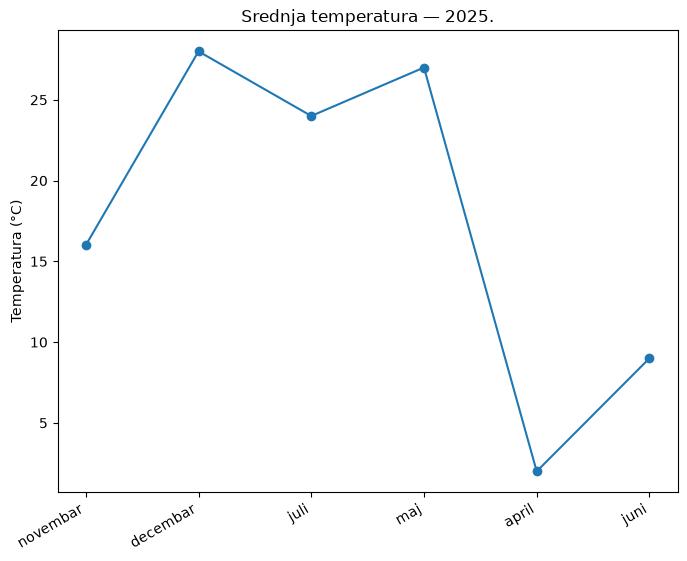 Srednja temperatura — 2025.
Temperatura (°C)
25
20
15
10
5
novembar
decembar
juli
maj
april
juni